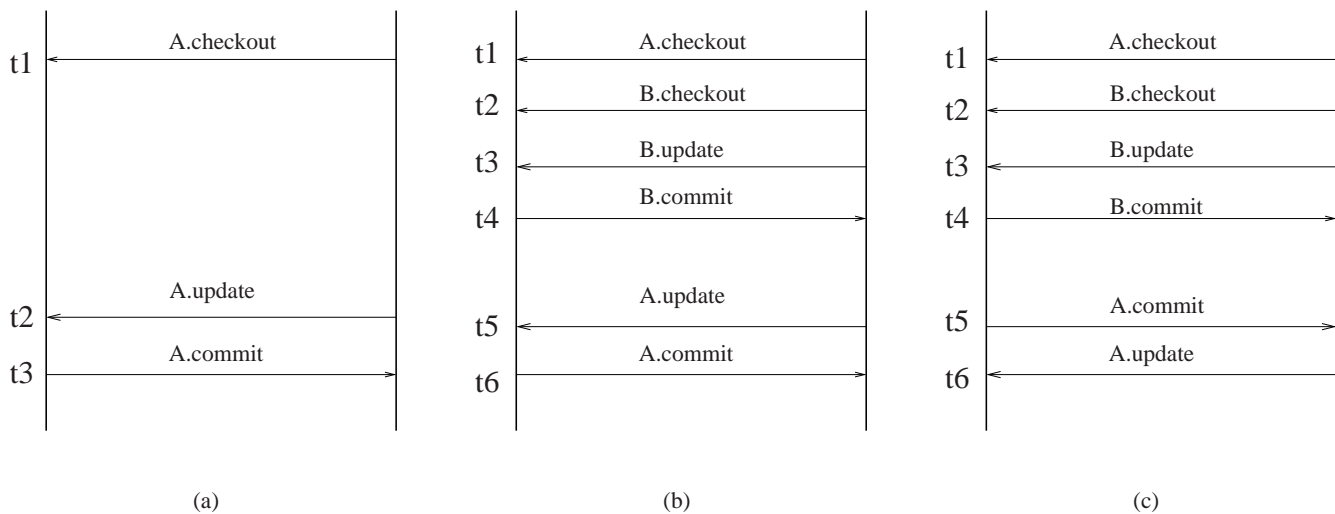 t1 A.checkout
t2 A.update
t3 A.commit
(a)
t1 A.checkout
t2 B.checkout
t3 B.update
t4 B.commit
t5 A.update
t6 A.commit
(b)
t1 A.checkout
t2 B.checkout
t3 B.update
t4 B.commit
t5 A.commit
t6 A.update
(c)